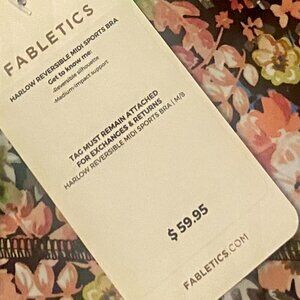 FABLETICS
HARLOW REVERSIBLE MIDI SPORTS BRA
Get to know me:
-Reversible silhouette
-Medium-impact support
TAG MUST REMAIN ATTACHED
FOR EXCHANGES & RETURNS
HARLOW REVERSIBLE MIDI SPORTS BRA | M/8
$ 59.95
FABLETICS.COM